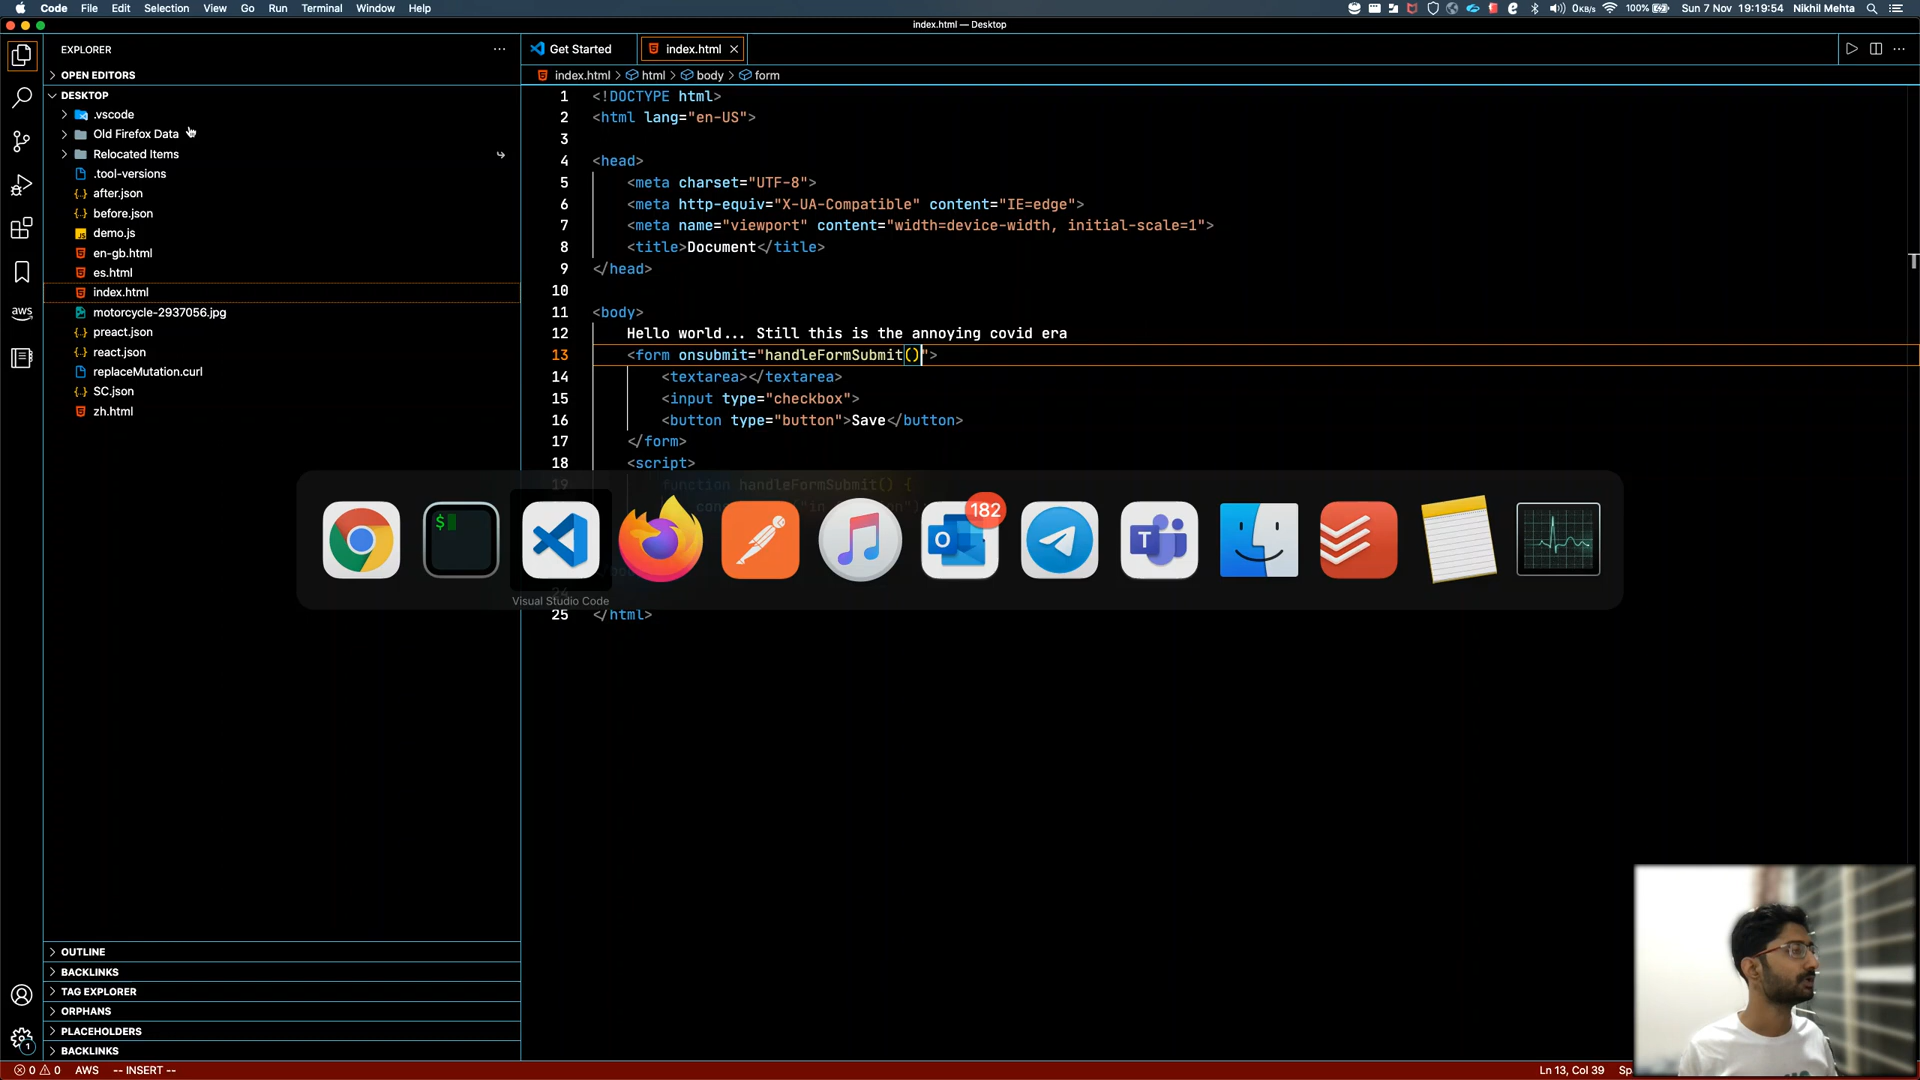 Code File Edit Selection View Go Run Terminal Window Help
0KB/s 100% Sun 7 Nov 19:19:54 Nikhil Mehta
index.html — Desktop
EXPLORER
OPEN EDITORS
DESKTOP
.vscode
Old Firefox Data
Relocated Items
.tool-versions
after.json
before.json
demo.js
en-gb.html
es.html
index.html
motorcycle-2937056.jpg
preact.json
react.json
replaceMutation.curl
SC.json
zh.html
OUTLINE
BACKLINKS
TAG EXPLORER
ORPHANS
PLACEHOLDERS
BACKLINKS
aws
Get Started index.html
index.html > html > body > form
1 <!DOCTYPE html>
2 <html lang="en-US">
3
4 <head>
5 <meta charset="UTF-8">
6 <meta http-equiv="X-UA-Compatible" content="IE=edge">
7 <meta name="viewport" content="width=device-width, initial-scale=1">
8 <title>Document</title>
9 </head>
10
11 <body>
12 Hello world... Still this is the annoying covid era
13 <form onsubmit="handleFormSubmit()">
14 <textarea></textarea>
15 <input type="checkbox">
16 <button type="button">Save</button>
17 </form>
18 <script>
19 function handleFormSubmit() {
182
Visual Studio Code
25 </html>
0 0 AWS -- INSERT --
Ln 13, Col 39